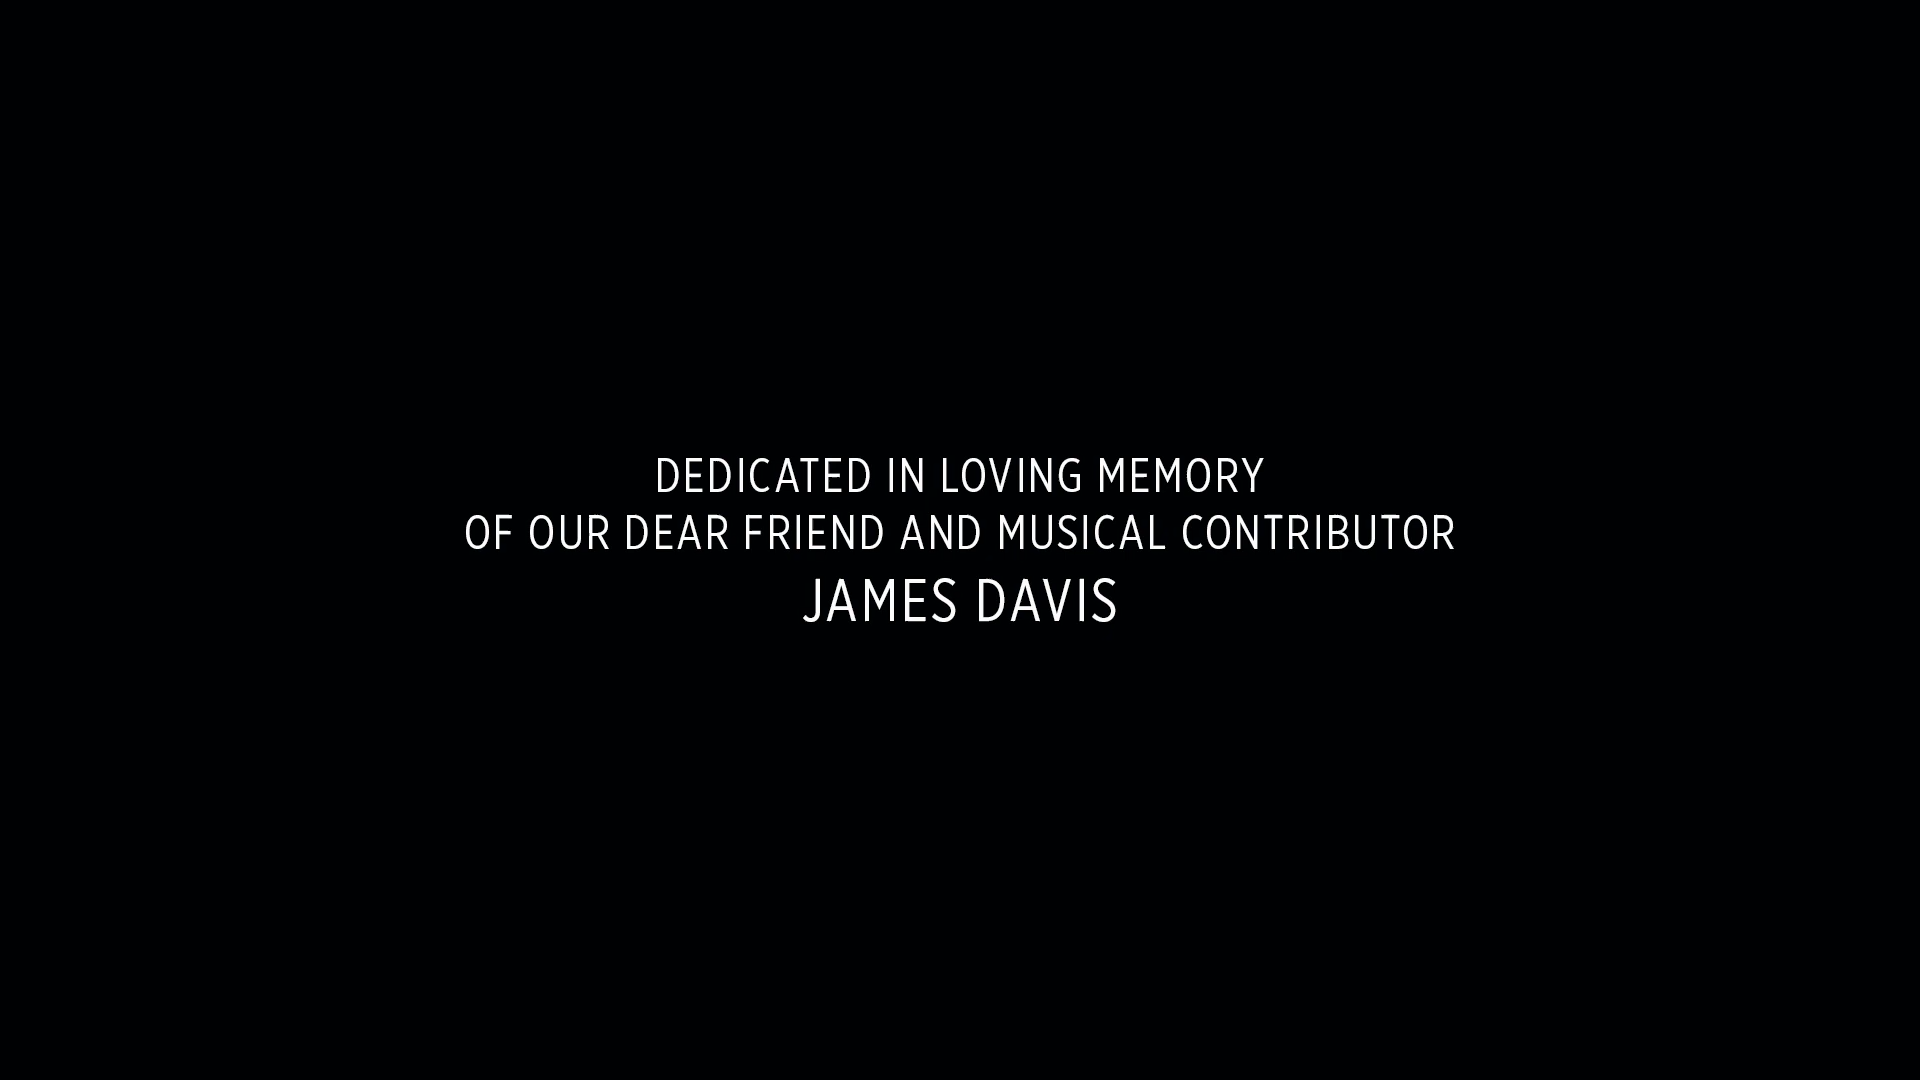 DEDICATED IN LOVING MEMORY
OF OUR DEAR FRIEND AND MUSICAL CONTRIBUTOR
JAMES DAVIS